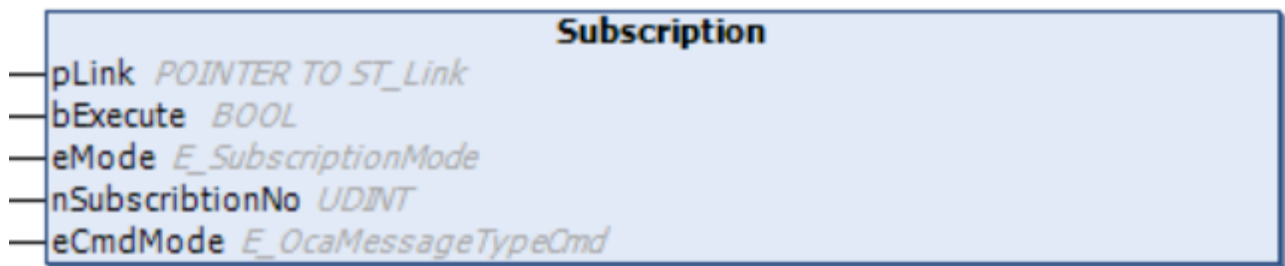 Subscription
pLink POINTER TO ST_Link
bExecute BOOL
eMode E_SubscriptionMode
nSubscribtionNo UDINT
eCmdMode E_OcaMessageTypeCmd